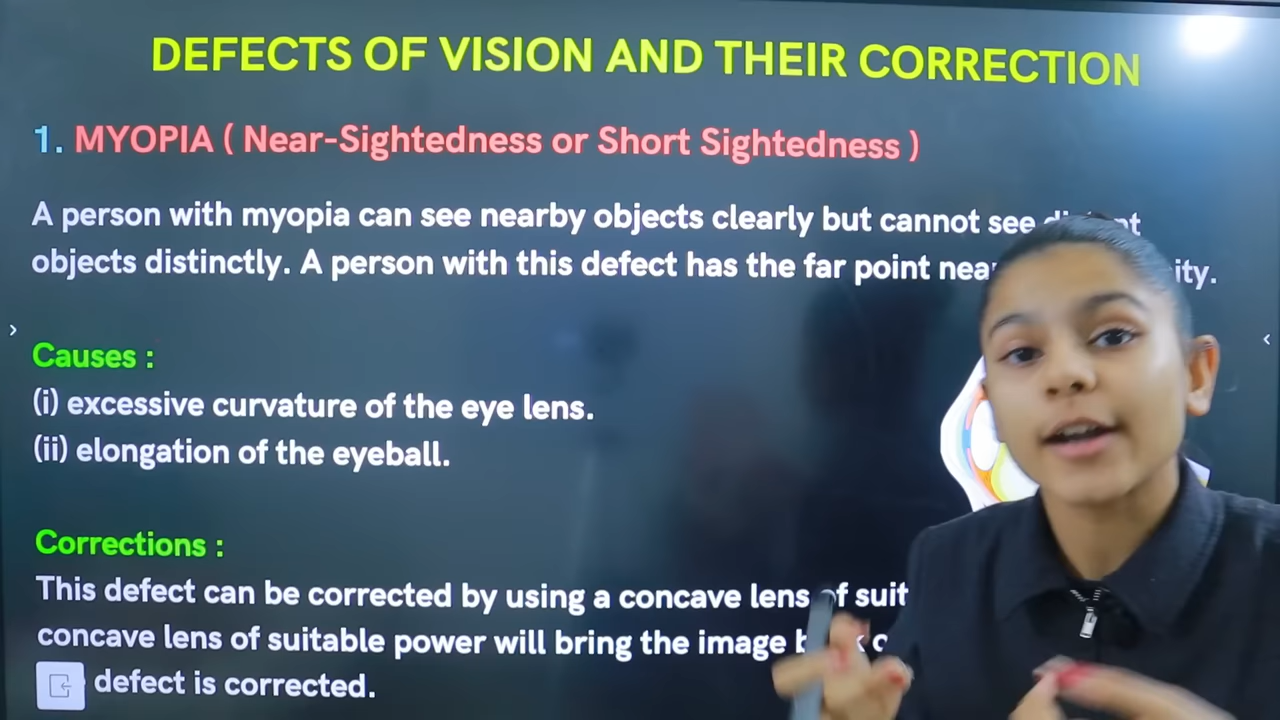 DEFECTS OF VISION AND THEIR CORRECTION
1. MYOPIA ( Near-Sightedness or Short Sightedness )
A person with myopia can see nearby objects clearly but cannot see
objects distinctly. A person with this defect has the far point
Causes :
(i) excessive curvature of the eye lens.
(ii) elongation of the eyeball.
Corrections :
This defect can be corrected by using a concave lens of
concave lens of suitable power will bring the image
defect is corrected.